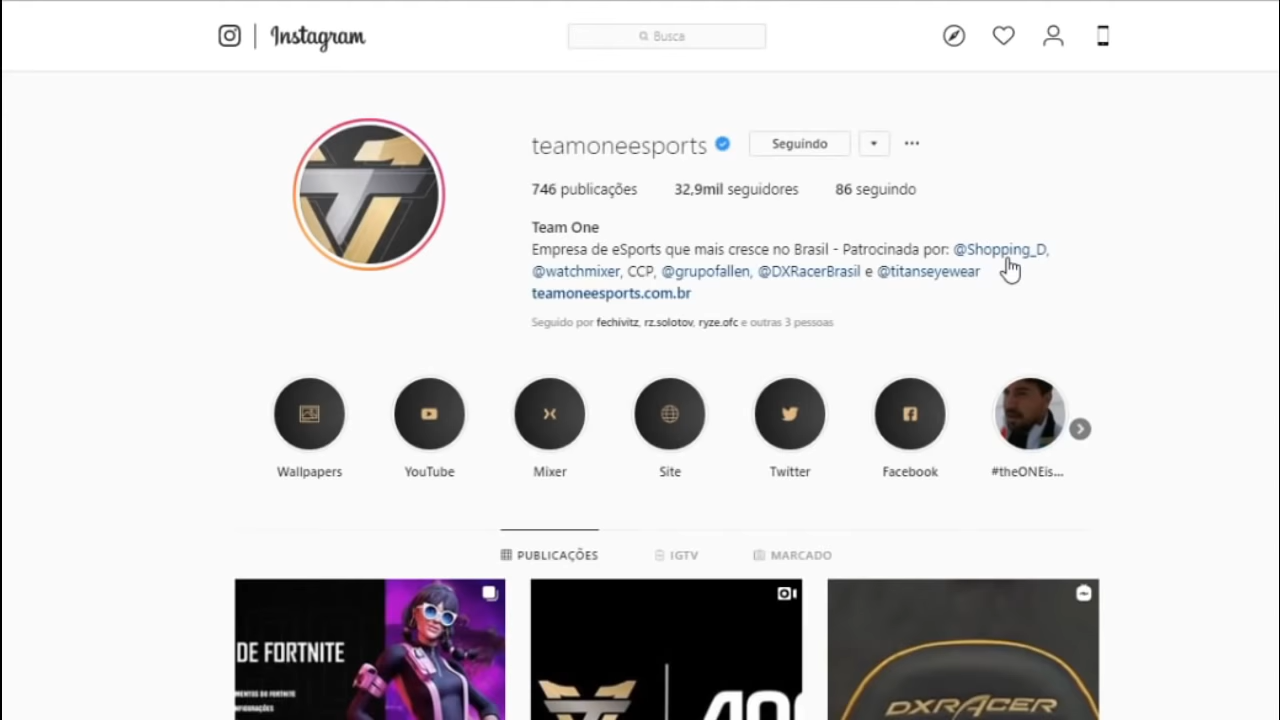 Instagram
Busca
teamoneesports
Seguindo
746 publicações 32,9mil seguidores 86 seguindo
Team One
Empresa de eSports que mais cresce no Brasil - Patrocinada por: @Shopping_D,
@watchmixer, CCP, @grupofallen, @DXRacerBrasil e @titanseyewear
teamoneesports.com.br
Seguido por fechivitz, rz.solotov, ryze.ofc e outras 3 pessoas
Wallpapers YouTube Mixer Site Twitter Facebook #theONEis...
PUBLICAÇÕES IGTV MARCADO
DE FORTNITE
DXRACER